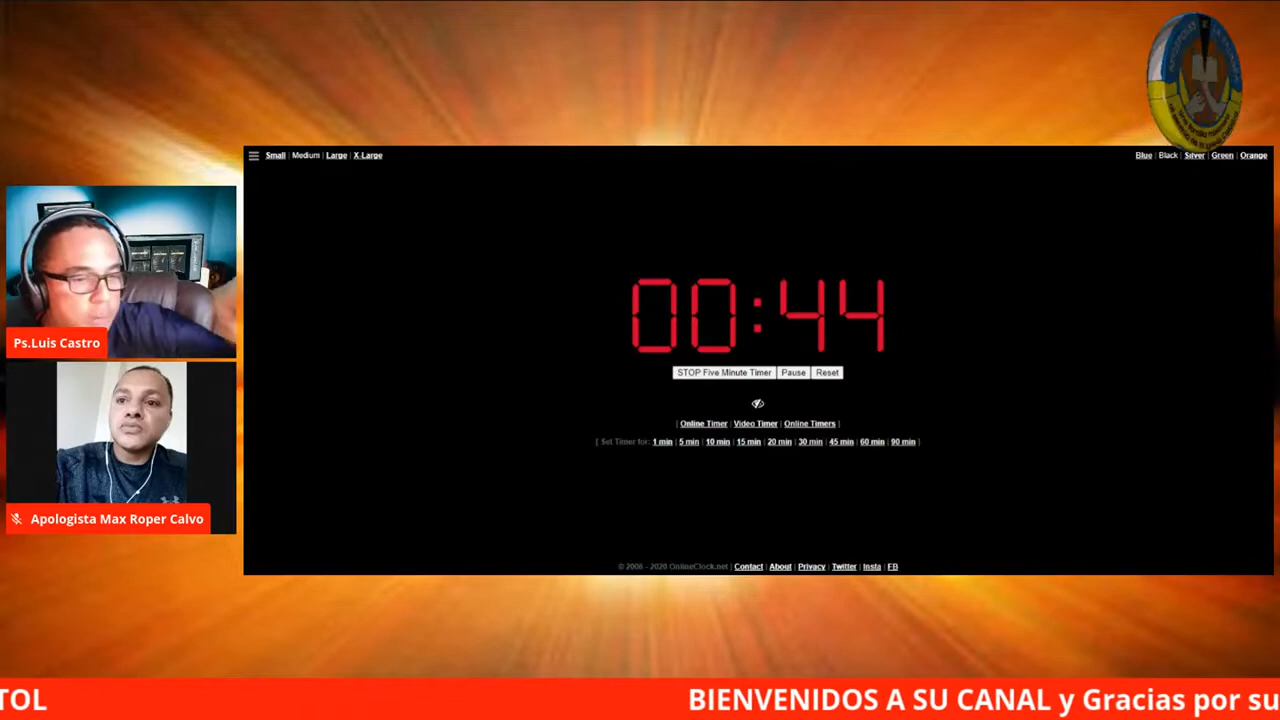 Small | Medium | Large | X-Large
Blue | Black | Silver | Green | Orange
00:44
STOP Five Minute Timer Pause Reset
| Online Timer | Video Timer | Online Timers |
[ Set Timer for: 1 min | 5 min | 10 min | 15 min | 20 min | 30 min | 45 min | 60 min | 90 min ]
Ps.Luis Castro
Apologista Max Roper Calvo
© 2008 - 2020 OnlineClock.net | Contact | About | Privacy | Twitter | Insta | FB
TOL BIENVENIDOS A SU CANAL y Gracias por su